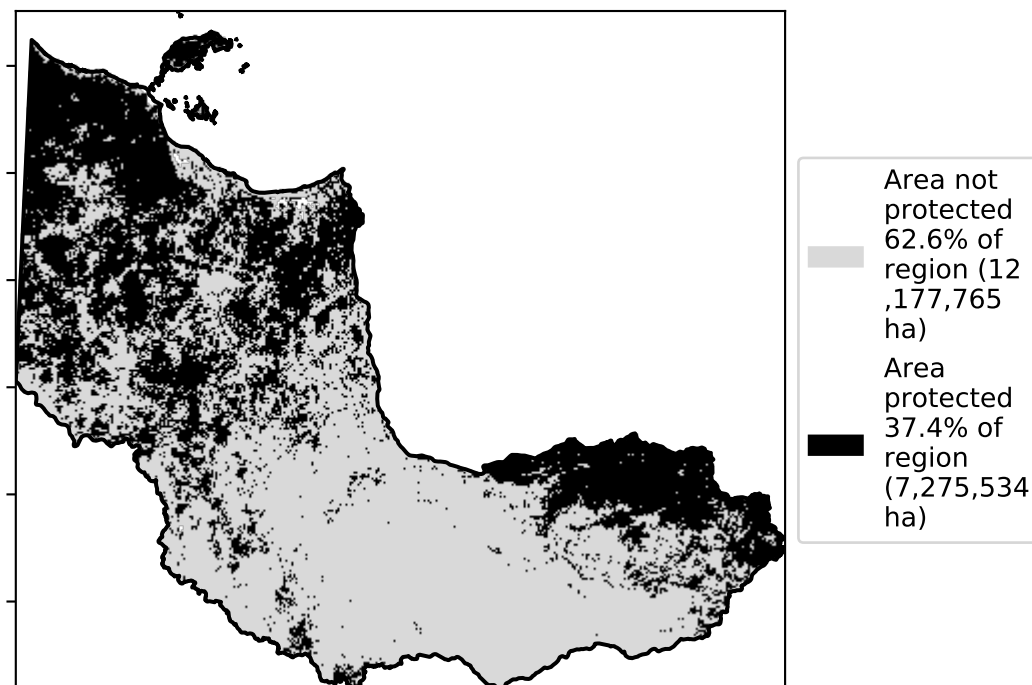 Area not
protected
62.6% of
region (12
,177,765
ha)
Area
protected
37.4% of
region
(7,275,534
ha)